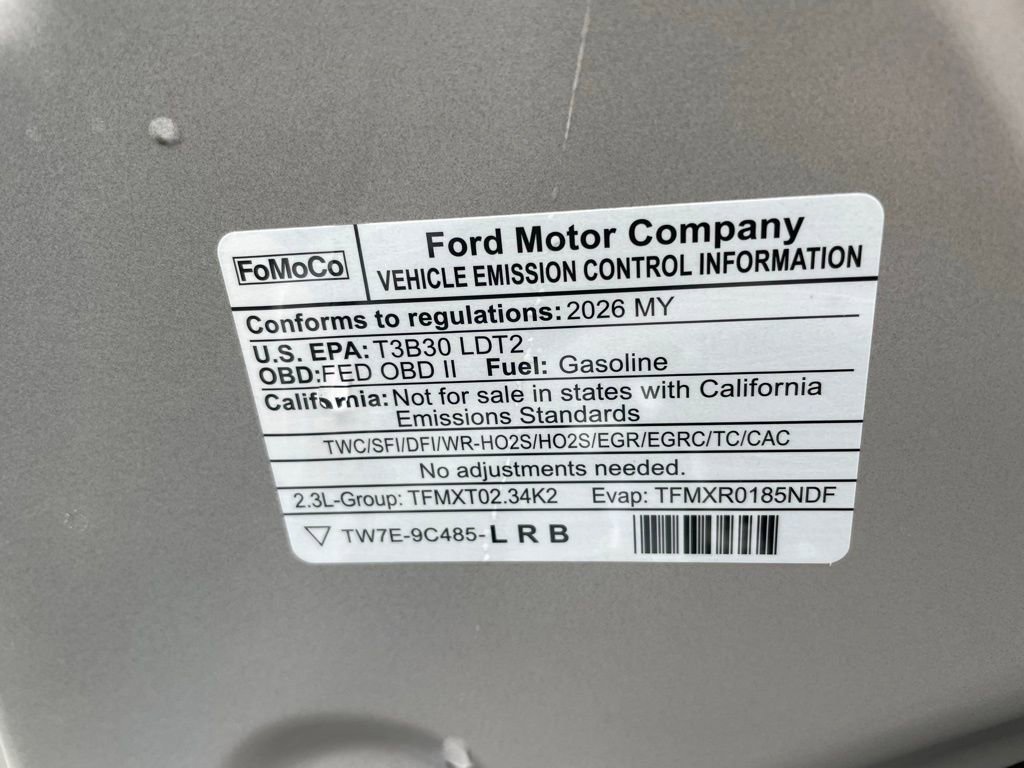 FoMoCo
Ford Motor Company
VEHICLE EMISSION CONTROL INFORMATION
Conforms to regulations: 2026 MY
U.S. EPA: T3B30 LDT2
OBD:FED OBD II Fuel: Gasoline
California: Not for sale in states with California
Emissions Standards
TWC/SFI/DFI/WR-HO2S/HO2S/EGR/EGRC/TC/CAC
No adjustments needed.
2.3L-Group: TFMXT02.34K2 Evap: TFMXR0185NDF
TW7E-9C485-L R B